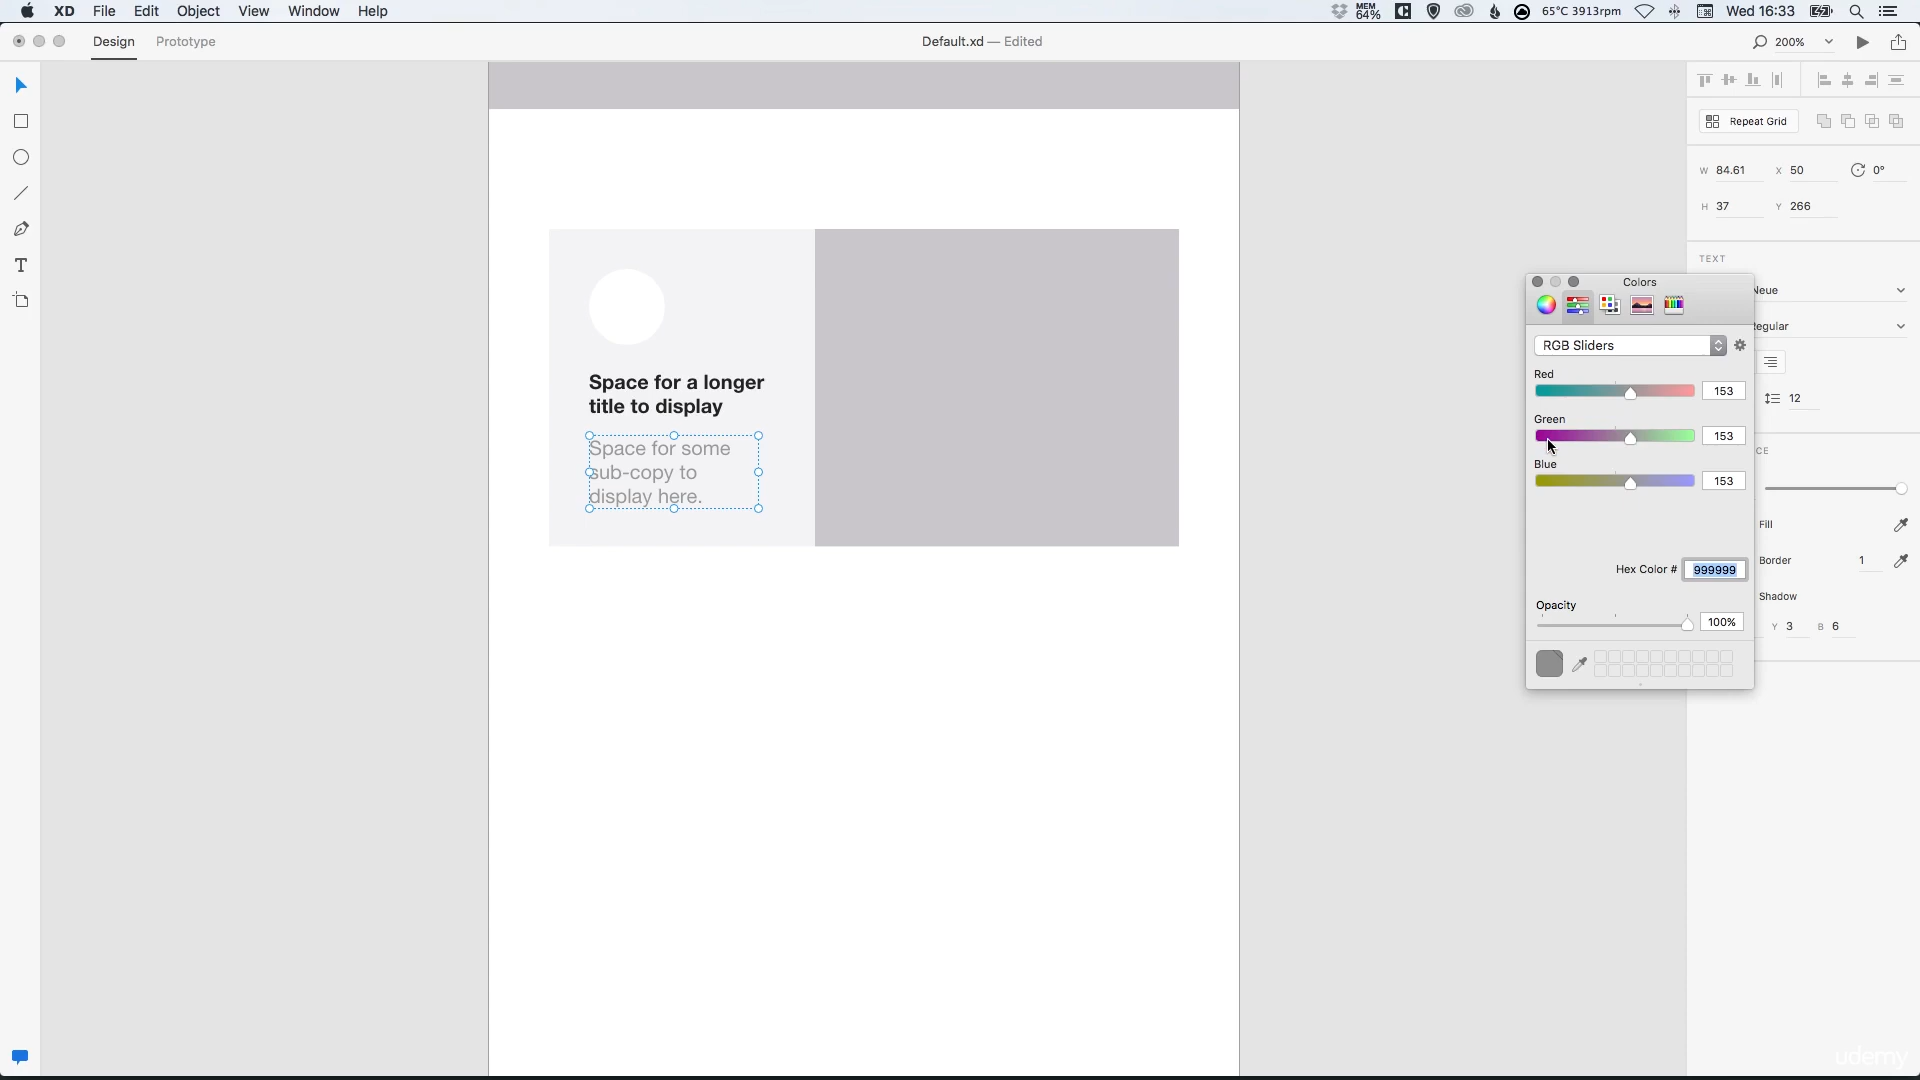 XD File Edit Object View Window Help
MEM
64%
65°C 3913rpm
Wed 16:33
Design Prototype
Default.xd — Edited
200%
Repeat Grid
W 84.61 X 50 0°
H 37 Y 266
TEXT
Colors
Neue
RGB Sliders
Red
153
Green
153
Blue
153
Hex Color # 999999
Opacity
100%
Regular
12
CE
Fill
Border 1
Shadow
Y 3 B 6
Space for a longer
title to display
Space for some
sub-copy to
display here.
udemy